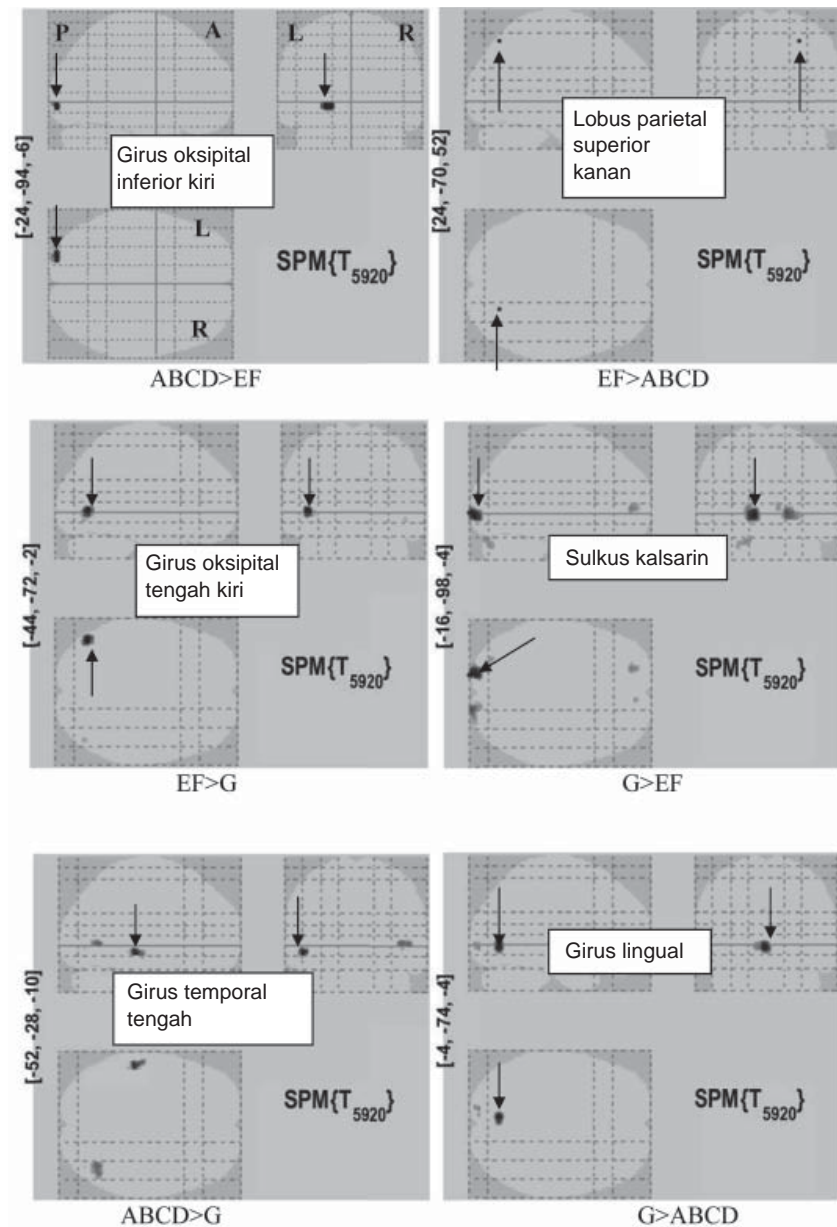 P
A
L
R
[-24, -94, -6]
Girus oksipital
inferior kiri
L
R
SPM{T5920}
ABCD>EF
[24, -70, 52]
Lobus parietal
superior
kanan
SPM{T5920}
EF>ABCD
[-44, -72, -2]
Girus oksipital
tengah kiri
SPM{T5920}
EF>G
[-16, -98, -4]
Sulkus kalsarin
SPM{T5920}
G>EF
[-52, -28, -10]
Girus temporal
tengah
SPM{T5920}
ABCD>G
[-4, -74, -4]
Girus lingual
SPM{T5920}
G>ABCD